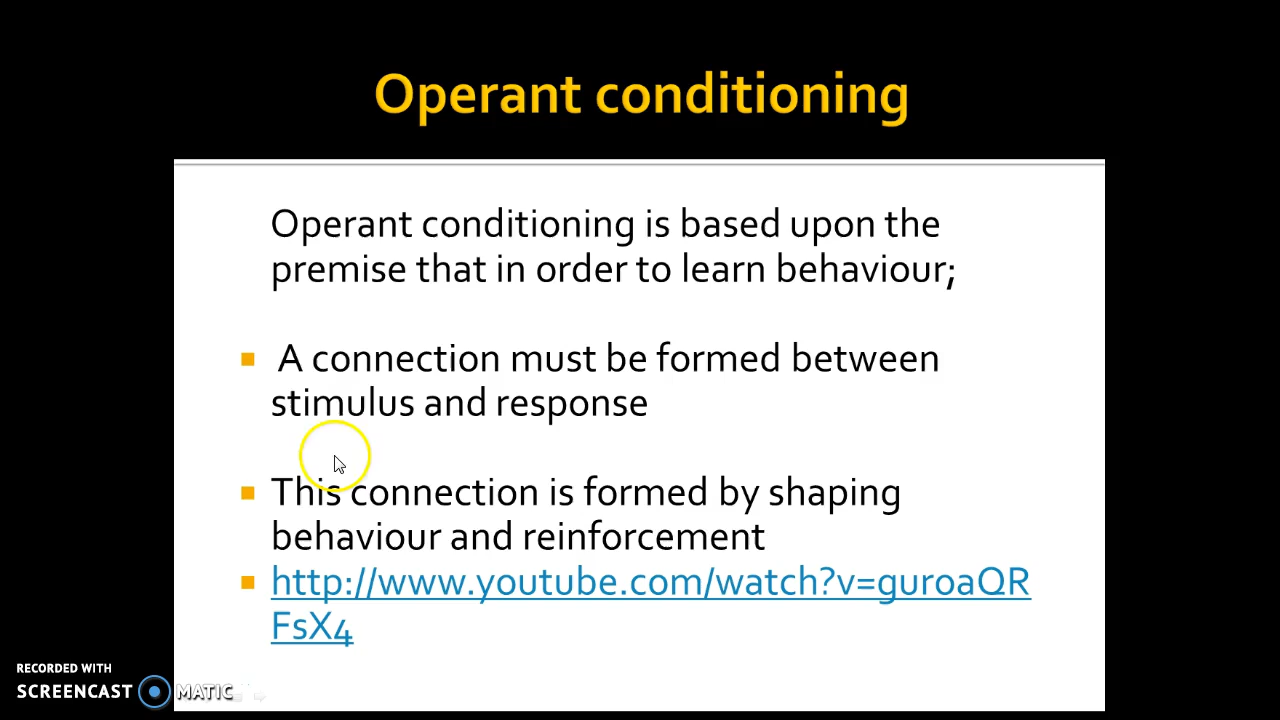 Operant conditioning
Operant conditioning is based upon the
premise that in order to learn behaviour;
A connection must be formed between
stimulus and response
This connection is formed by shaping
behaviour and reinforcement
http://www.youtube.com/watch?v=guroaQR
FsX4
RECORDED WITH
SCREENCAST MATIC